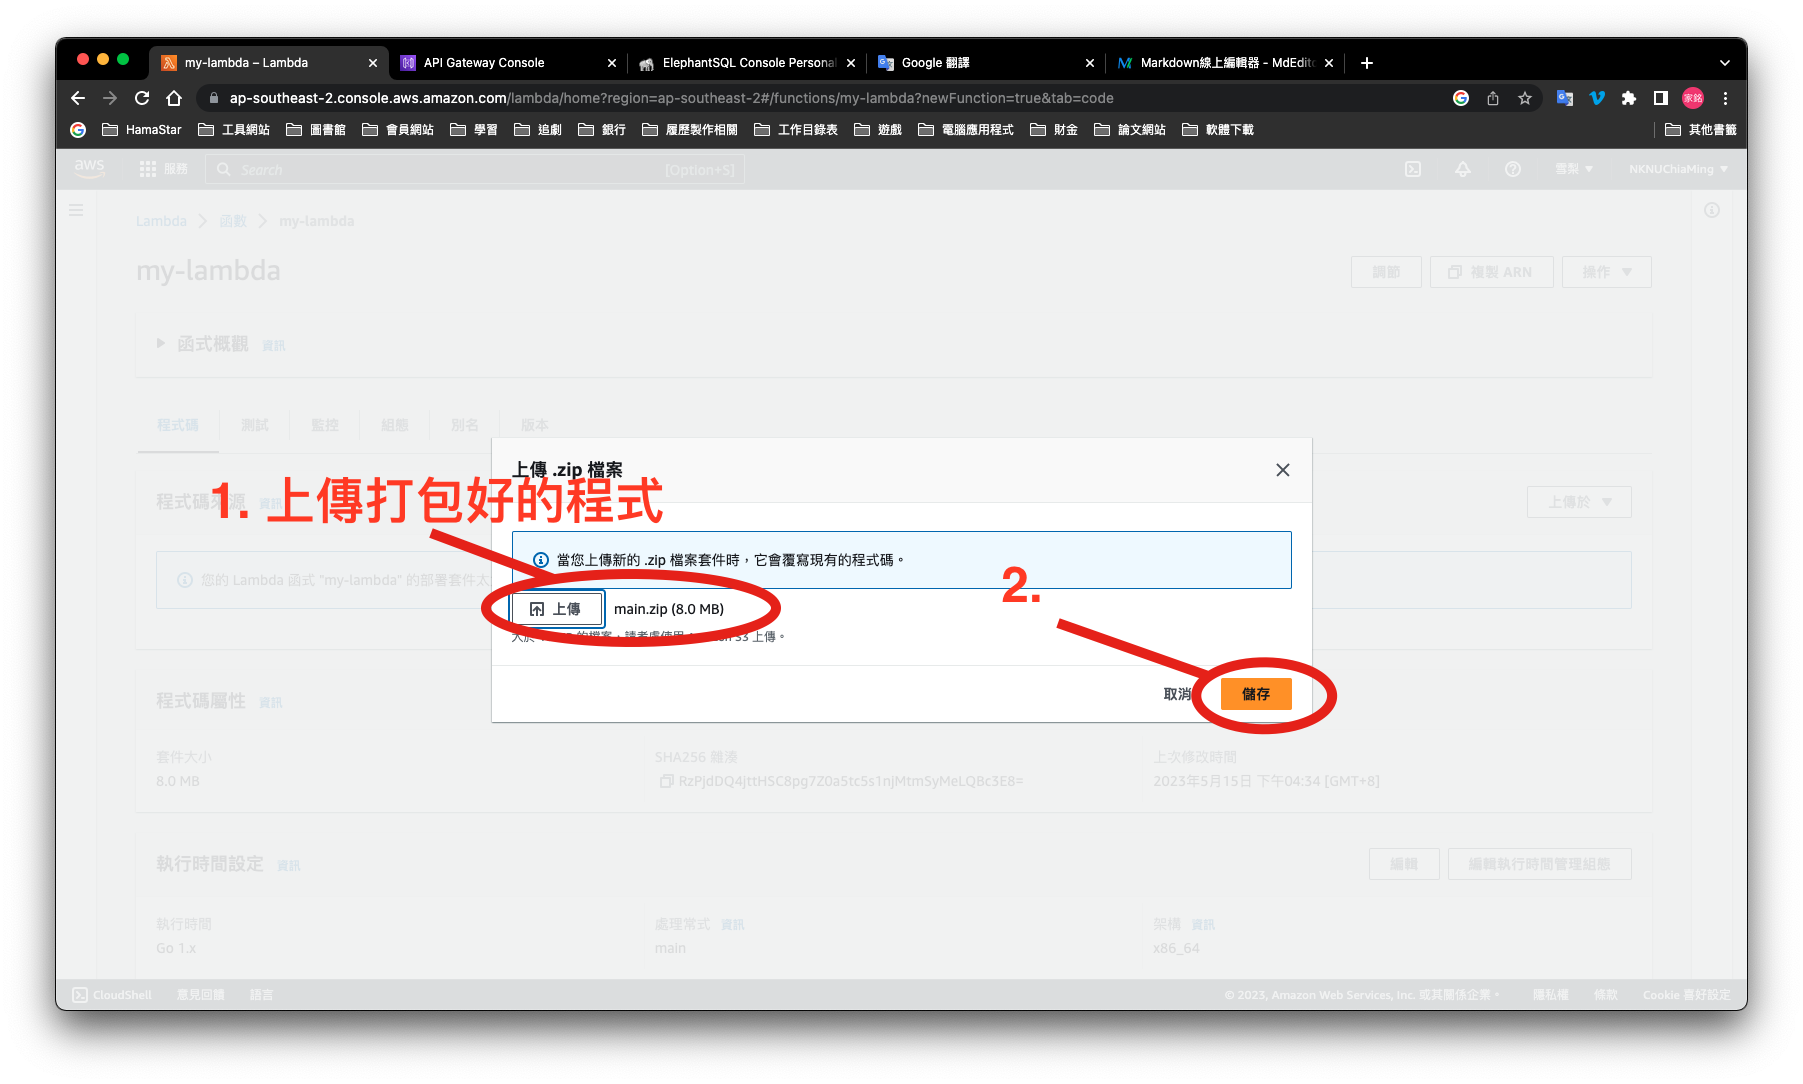 my-lambda – Lambda
API Gateway Console
ElephantSQL Console Persona
Google 翻譯
Markdown線上編輯器 - MdEdit
ap-southeast-2.console.aws.amazon.com/lambda/home?region=ap-southeast-2#/functions/my-lambda?newFunction=true&tab=code
家銘
HamaStar
工具網站
圖書館
會員網站
學習
追劇
銀行
履歷製作相關
工作目錄表
遊戲
電腦應用程式
財金
論文網站
軟體下載
其他書籤
aws
服務
Search
[Option+S]
雪梨
NKNUChiaMing
Lambda
函數
my-lambda
my-lambda
調節
複製 ARN
操作
函式概觀
資訊
程式碼
測試
監控
組態
別名
版本
上傳 .zip 檔案
1. 上傳打包好的程式
程式碼來源
資訊
上傳於
當您上傳新的 .zip 檔案套件時，它會覆寫現有的程式碼。
您的 Lambda 函式 "my-lambda" 的部署套件太
2.
上傳
main.zip (8.0 MB)
大於 的檔案，請考慮使用 S3 上傳。
取消
儲存
程式碼屬性
資訊
套件大小
SHA256 雜湊
上次修改時間
8.0 MB
RzPjdDQ4jttHSC8pg7Z0a5tc5s1njMtm5yMeLQBc3E8=
2023年5月15日 下午04:34 [GMT+8]
執行時間設定
資訊
編輯
編輯執行時間管理組態
執行時間
處理常式
資訊
架構
資訊
Go 1.x
main
x86_64
CloudShell
意見回饋
語言
© 2023, Amazon Web Services, Inc. 或其關係企業。
隱私權
條款
Cookie 喜好設定